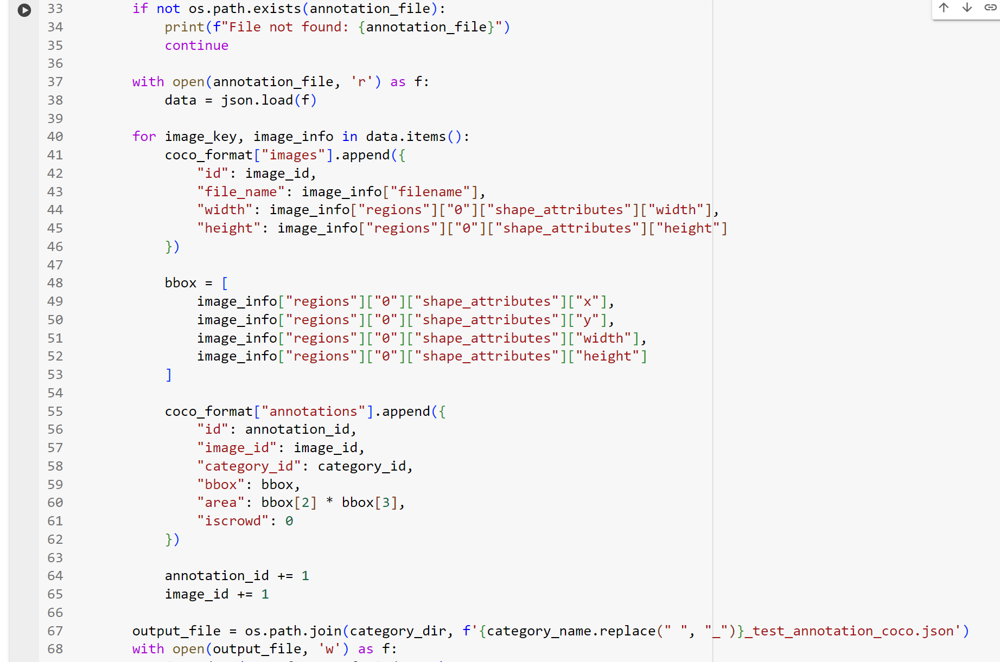 33 if not os.path.exists(annotation_file):
34 print(f"File not found: {annotation_file}")
35 continue
36
37 with open(annotation_file, 'r') as f:
38 data = json.load(f)
39
40 for image_key, image_info in data.items():
41 coco_format["images"].append({
42 "id": image_id,
43 "file_name": image_info["filename"],
44 "width": image_info["regions"]["0"]["shape_attributes"]["width"],
45 "height": image_info["regions"]["0"]["shape_attributes"]["height"]
46 })
47
48 bbox = [
49 image_info["regions"]["0"]["shape_attributes"]["x"],
50 image_info["regions"]["0"]["shape_attributes"]["y"],
51 image_info["regions"]["0"]["shape_attributes"]["width"],
52 image_info["regions"]["0"]["shape_attributes"]["height"]
53 ]
54
55 coco_format["annotations"].append({
56 "id": annotation_id,
57 "image_id": image_id,
58 "category_id": category_id,
59 "bbox": bbox,
60 "area": bbox[2] * bbox[3],
61 "iscrowd": 0
62 })
63
64 annotation_id += 1
65 image_id += 1
66
67 output_file = os.path.join(category_dir, f'{category_name.replace(" ", "_")}_test_annotation_coco.json')
68 with open(output_file, 'w') as f: